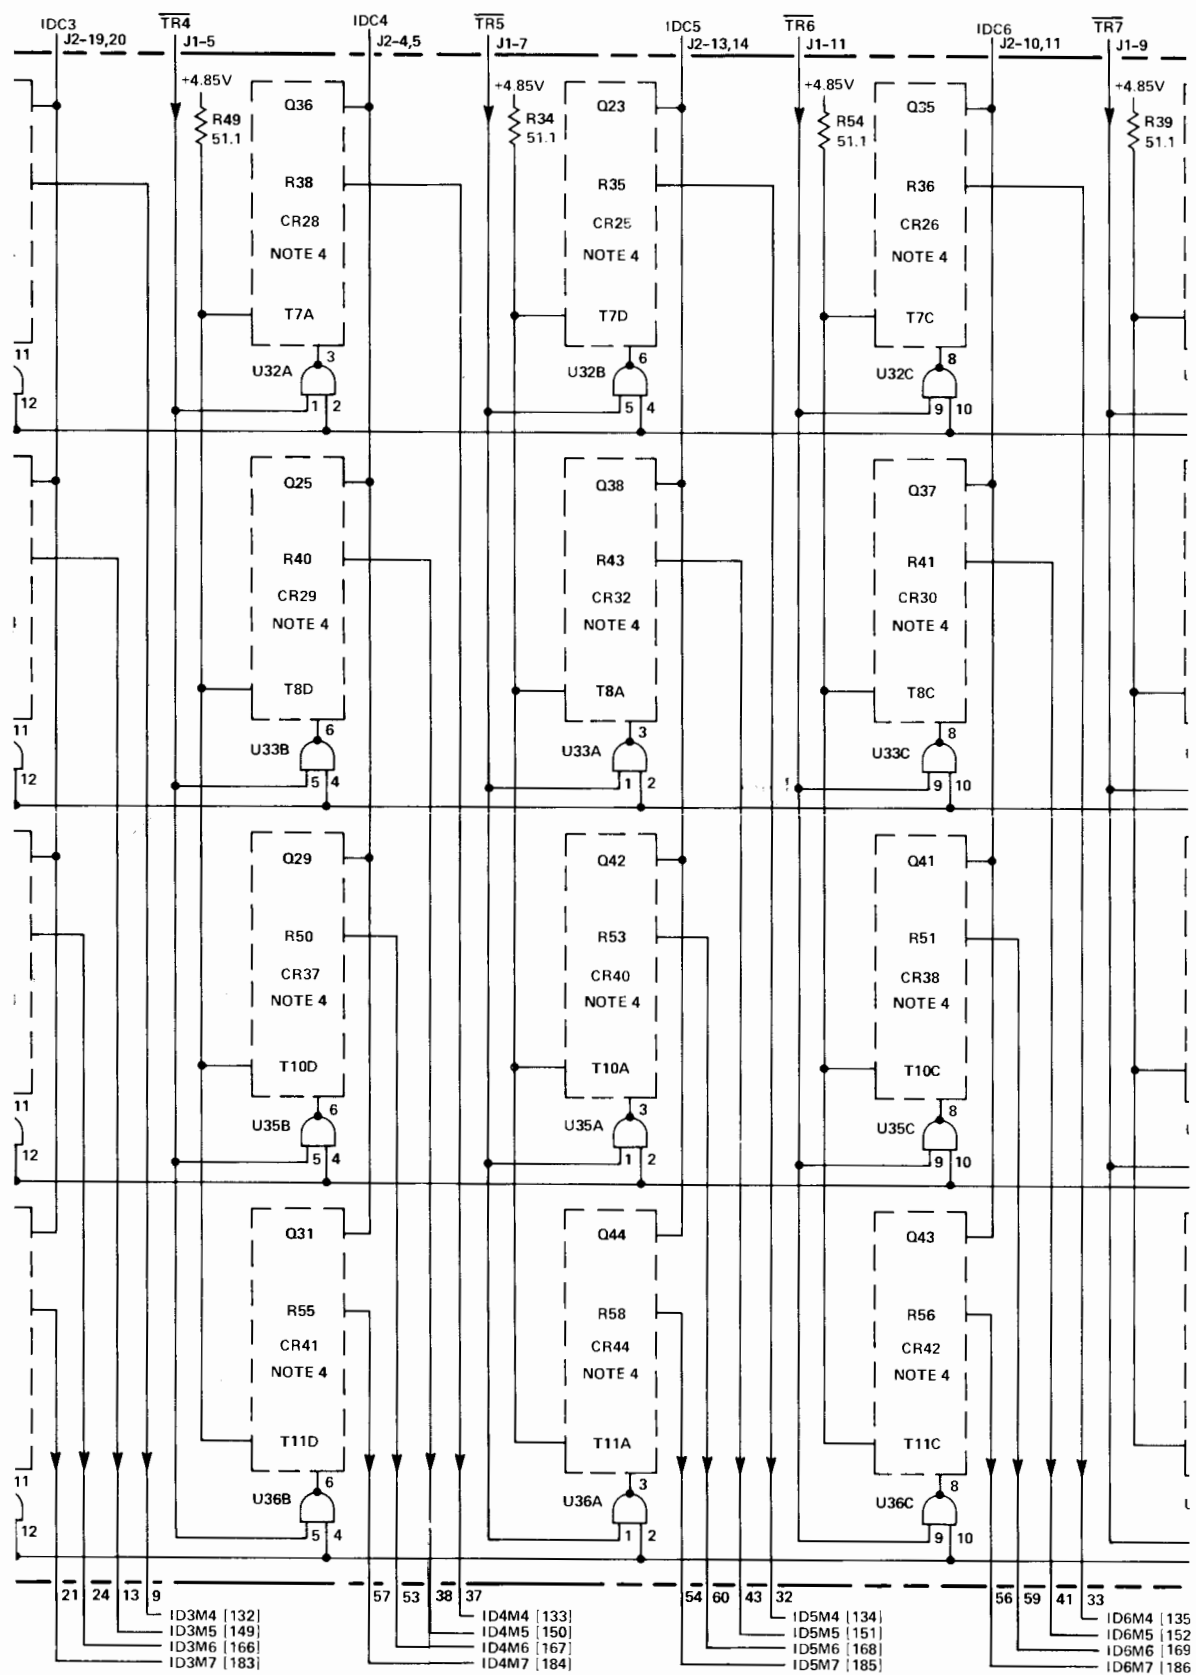 IDC3 TR4 IDC4 TR5 IDC5 TR6 IDC6 TR7
J2-19,20 J1-5 J2-4,5 J1-7 J2-13,14 J1-11 J2-10,11 J1-9
+4.85V +4.85V +4.85V +4.85V
Q36 Q23 Q35
R49 R34 R54 R39
51.1 51.1 51.1 51.1
R38 R35 R36
CR28 CR25 CR26
NOTE 4 NOTE 4 NOTE 4
T7A T7D T7C
11 3 6 8
U32A U32B U32C
12 1 2 5 4 9 10
Q25 Q38 Q37
R40 R43 R41
CR29 CR32 CR30
NOTE 4 NOTE 4 NOTE 4
T8D T8A T8C
11 6 3 8
U33B U33A U33C
12 5 4 1 2 9 10
Q29 Q42 Q41
R50 R53 R51
CR37 CR40 CR38
NOTE 4 NOTE 4 NOTE 4
T10D T10A T10C
11 6 3 8
U35B U35A U35C
12 5 4 1 2 9 10
Q31 Q44 Q43
R55 R58 R56
CR41 CR44 CR42
NOTE 4 NOTE 4 NOTE 4
T11D T11A T11C
11 6 3 8
U36B U36A U36C
12 5 4 1 2 9 10
21 24 13 9 57 53 38 37 54 60 43 32 56 59 41 33
ID3M4 [132] ID4M4 [133] ID5M4 [134] ID6M4 [135
ID3M5 [149] ID4M5 [150] ID5M5 [151] ID6M5 [152
ID3M6 [166] ID4M6 [167] ID5M6 [168] ID6M6 [169
ID3M7 [183] ID4M7 [184] ID5M7 [185] ID6M7 [186